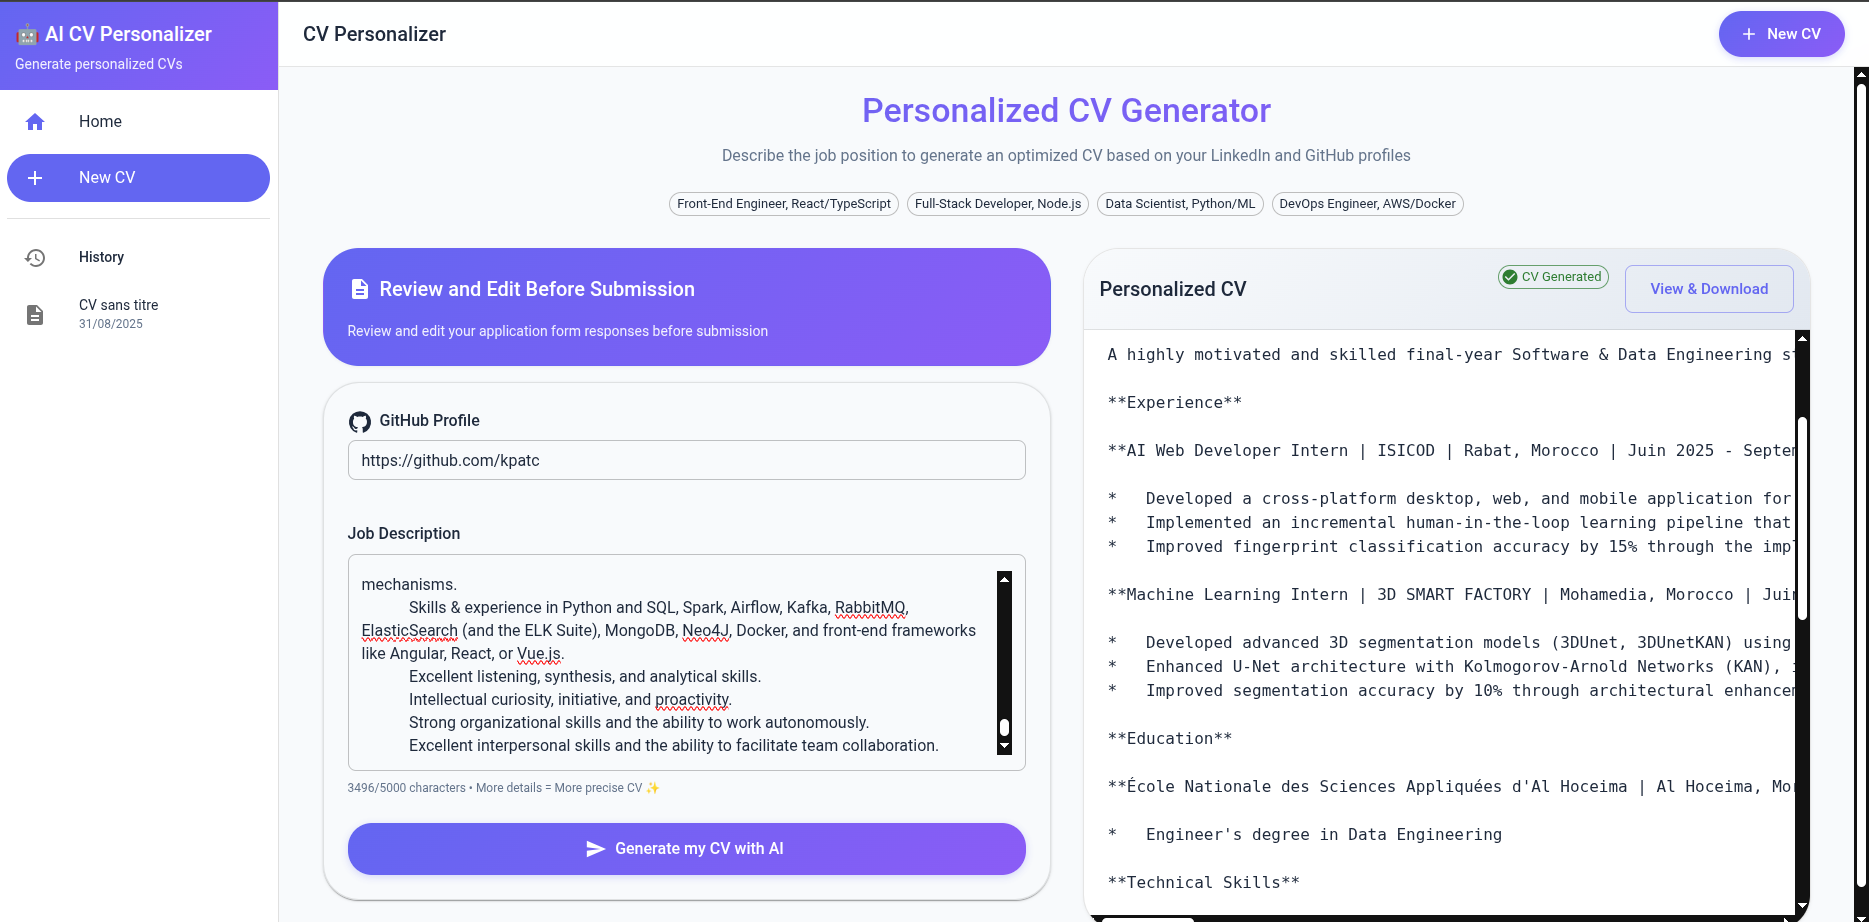 🤖 AI CV Personalizer
Generate personalized CVs
Home
New CV
History
CV sans titre
31/08/2025
CV Personalizer
New CV
Personalized CV Generator
Describe the job position to generate an optimized CV based on your LinkedIn and GitHub profiles
Front-End Engineer, React/TypeScript
Full-Stack Developer, Node.js
Data Scientist, Python/ML
DevOps Engineer, AWS/Docker
Review and Edit Before Submission
Review and edit your application form responses before submission
GitHub Profile
https://github.com/kpatc
Job Description
mechanisms.
Skills & experience in Python and SQL, Spark, Airflow, Kafka, RabbitMQ,
ElasticSearch (and the ELK Suite), MongoDB, Neo4J, Docker, and front-end frameworks
like Angular, React, or Vue.js.
Excellent listening, synthesis, and analytical skills.
Intellectual curiosity, initiative, and proactivity.
Strong organizational skills and the ability to work autonomously.
Excellent interpersonal skills and the ability to facilitate team collaboration.
3496/5000 characters • More details = More precise CV ✨
Generate my CV with AI
Personalized CV
CV Generated
View & Download
A highly motivated and skilled final-year Software & Data Engineering
**Experience**
**AI Web Developer Intern | ISICOD | Rabat, Morocco | Juin 2025 -
*   Developed a cross-platform desktop, web, and mobile application for
*   Implemented an incremental human-in-the-loop learning pipeline that
*   Improved fingerprint classification accuracy by 15% through the
**Machine Learning Intern | 3D SMART FACTORY | Mohamedia, Morocco |
*   Developed advanced 3D segmentation models (3DUnet, 3DUnetKAN) using
*   Enhanced U-Net architecture with Kolmogorov-Arnold Networks (KAN),
*   Improved segmentation accuracy by 10% through architectural
**Education**
**École Nationale des Sciences Appliquées d'Al Hoceima | Al Hoceima,
*   Engineer's degree in Data Engineering
**Technical Skills**